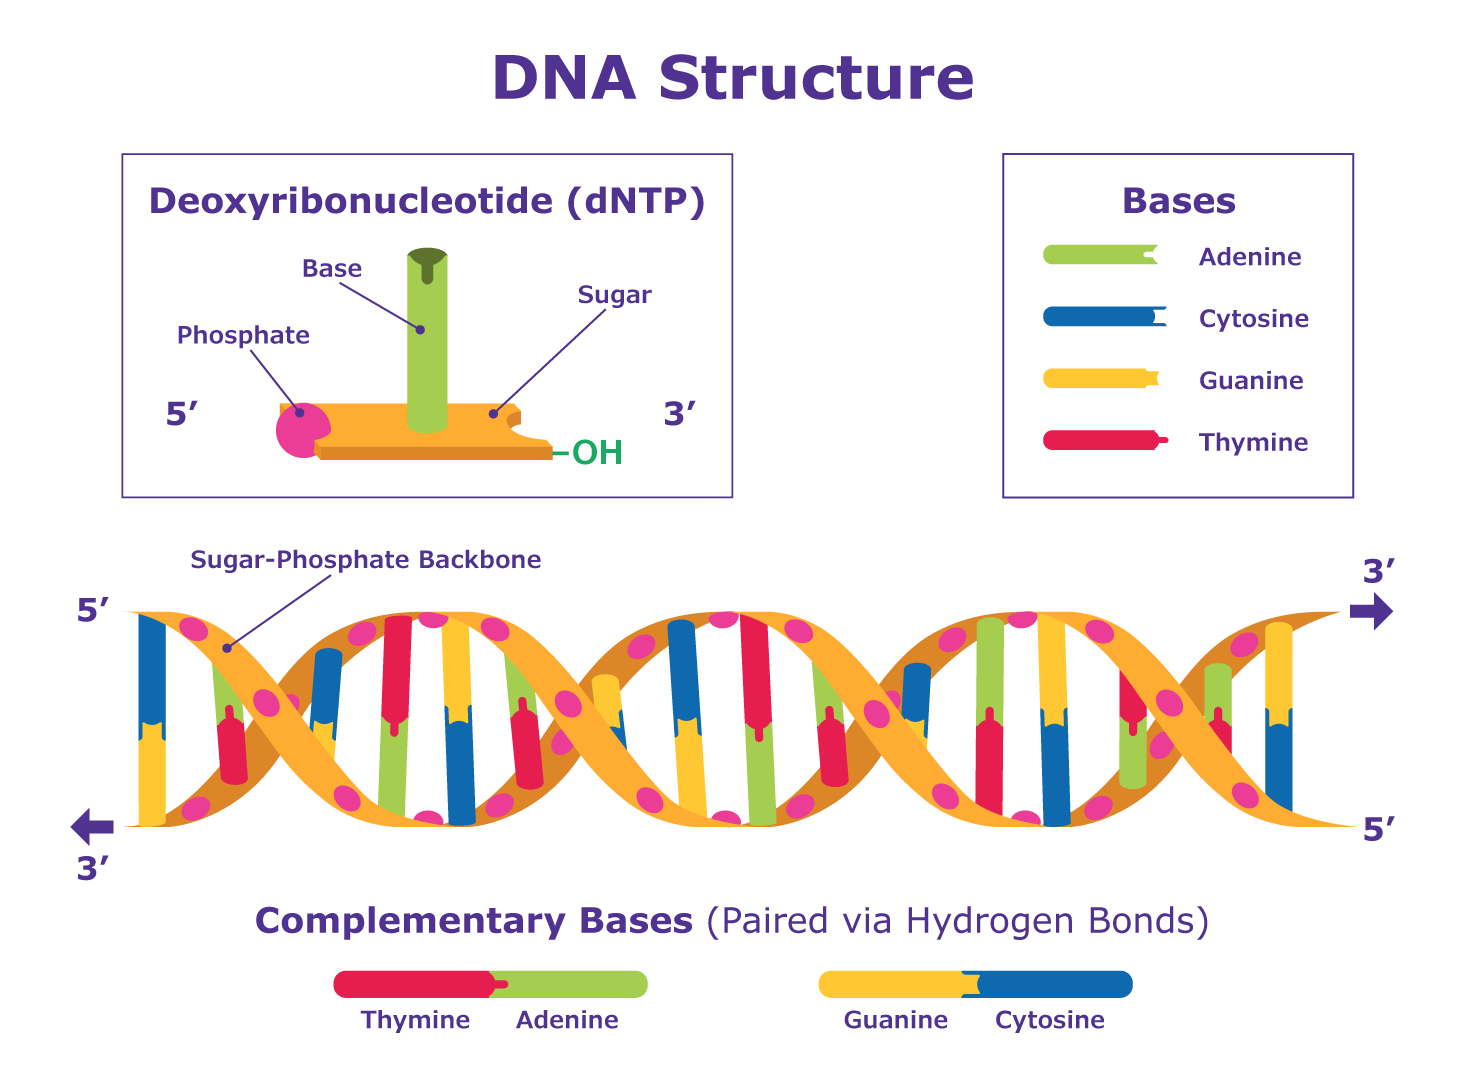 DNA Structure
Deoxyribonucleotide (dNTP)
Base
Sugar
Phosphate
5’
3’
–OH
Bases
Adenine
Cytosine
Guanine
Thymine
Sugar-Phosphate Backbone
5’
3’
3’
5’
Complementary Bases (Paired via Hydrogen Bonds)
Thymine Adenine
Guanine Cytosine